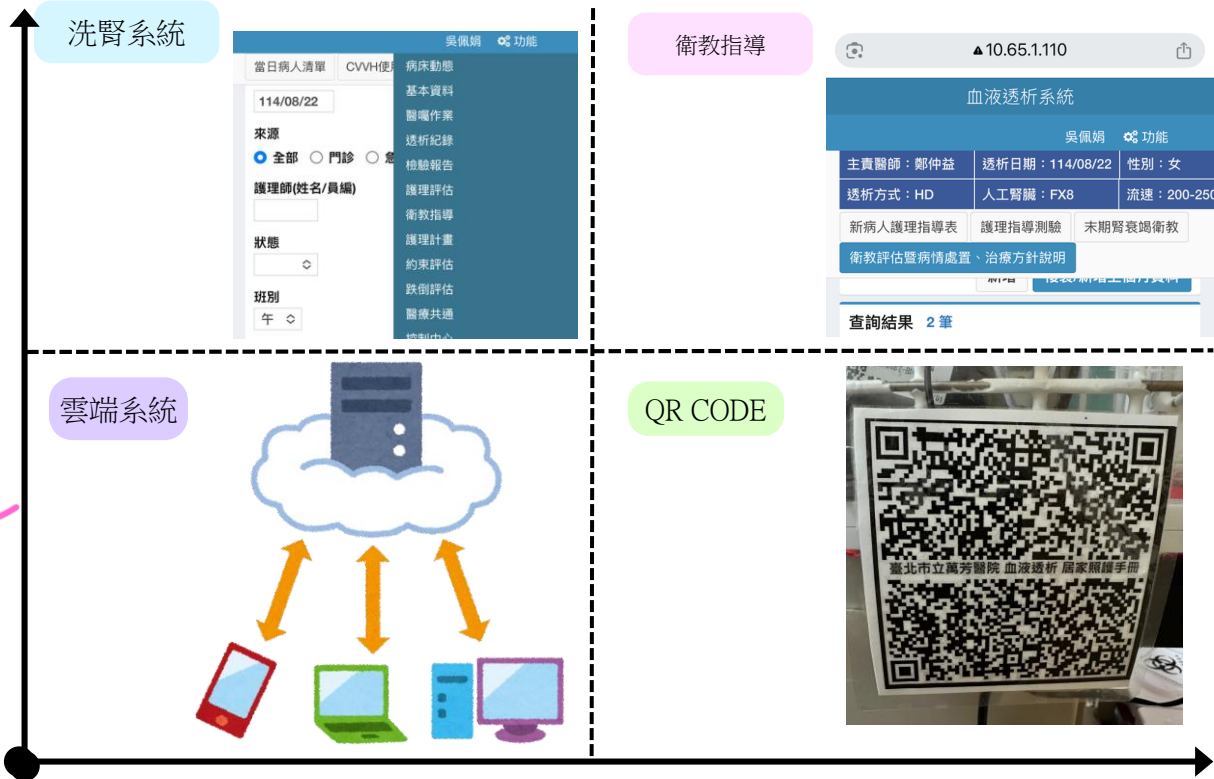 洗腎系統
吳佩娟 功能
當日病人清單
114/08/22
來源
全部 門診
護理師(姓名/員編)
狀態
班別
午
病床動態
基本資料
醫囑作業
透析紀錄
檢驗報告
護理評估
衛教指導
護理計畫
約束評估
跌倒評估
醫療共通
衛教指導
10.65.1.110
血液透析系統
吳佩娟 功能
主責醫師：鄭仲益 透析日期：114/08/22 性別：女
透析方式：HD 人工腎臟：FX8 流速：200-250
新病人護理指導表 護理指導測驗 末期腎衰竭衛教
衛教評估暨病情處置、治療方針說明
查詢結果 2 筆
雲端系統
QR CODE
臺北市立萬芳醫院 血液透析 居家照護手冊